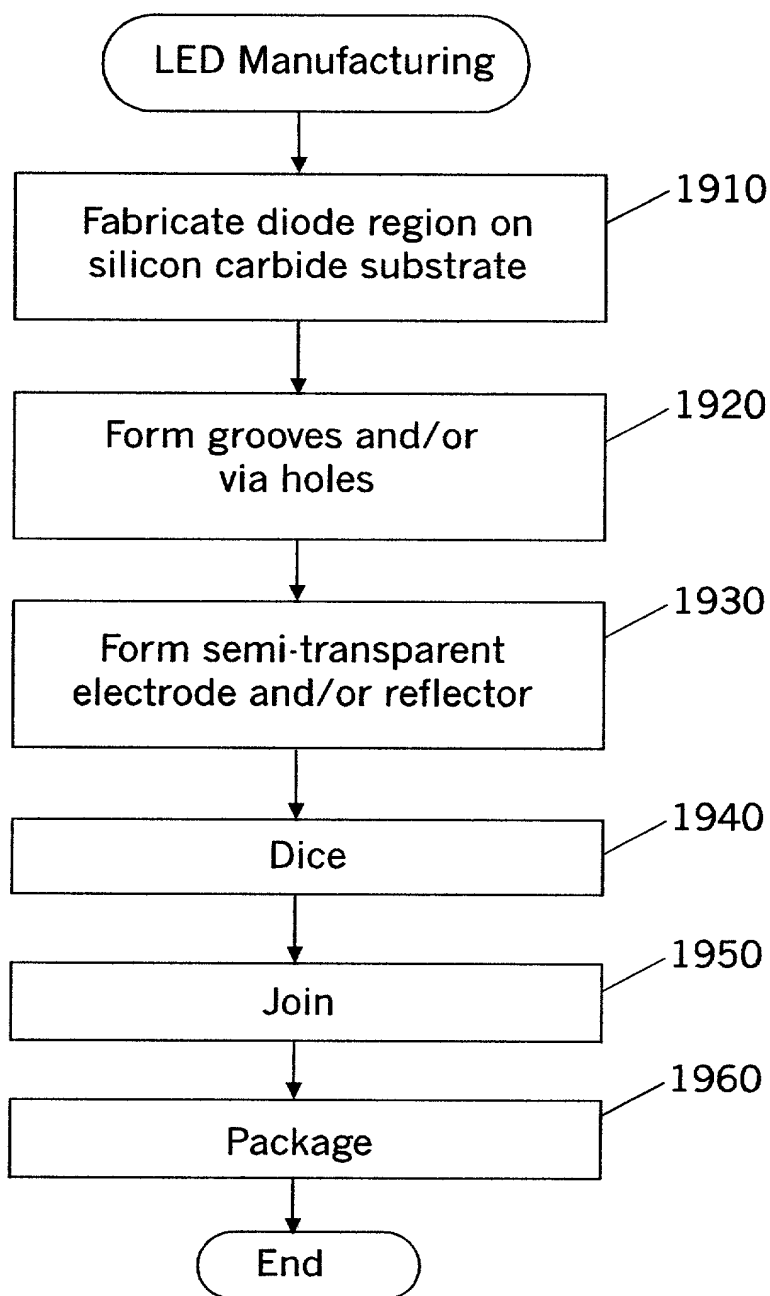 LED Manufacturing
1910
Fabricate diode region on
silicon carbide substrate
1920
Form grooves and/or
via holes
1930
Form semi-transparent
electrode and/or reflector
1940
Dice
1950
Join
1960
Package
End